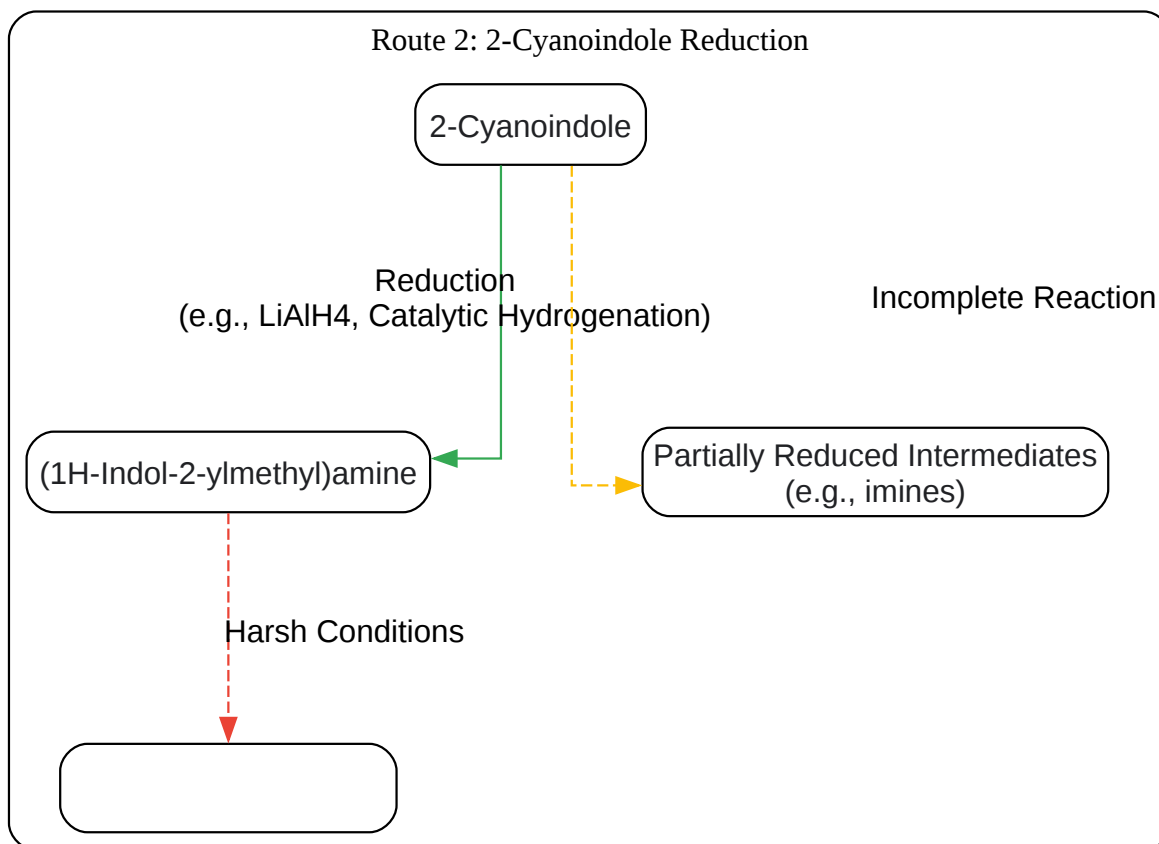 Route 2: 2-Cyanoindole Reduction
2-Cyanoindole
Reduction
(e.g., LiAlH4, Catalytic Hydrogenation)
Incomplete Reaction
(1H-Indol-2-ylmethyl)amine
Partially Reduced Intermediates
(e.g., imines)
Harsh Conditions